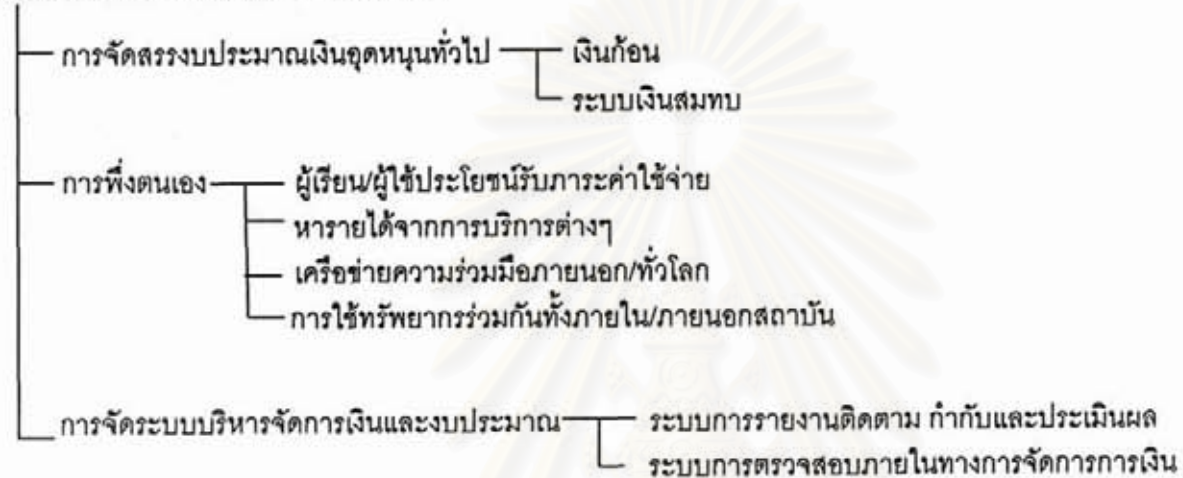 การจัดสรรงบประมาณเงินอุดหนุนทั่วไป เงินก้อน
ระบบเงินสมทบ
การพึ่งตนเอง ผู้เรียน/ผู้ใช้ประโยชน์รับภาระค่าใช้จ่าย
หารายได้จากการบริการต่างๆ
เครือข่ายความร่วมมือภายนอก/ทั่วโลก
การใช้ทรัพยากรร่วมกันทั้งภายใน/ภายนอกสถาบัน
การจัดระบบบริหารจัดการเงินและงบประมาณ ระบบการรายงานติดตาม กำกับและประเมินผล
ระบบการตรวจสอบภายในทางการจัดการการเงิน